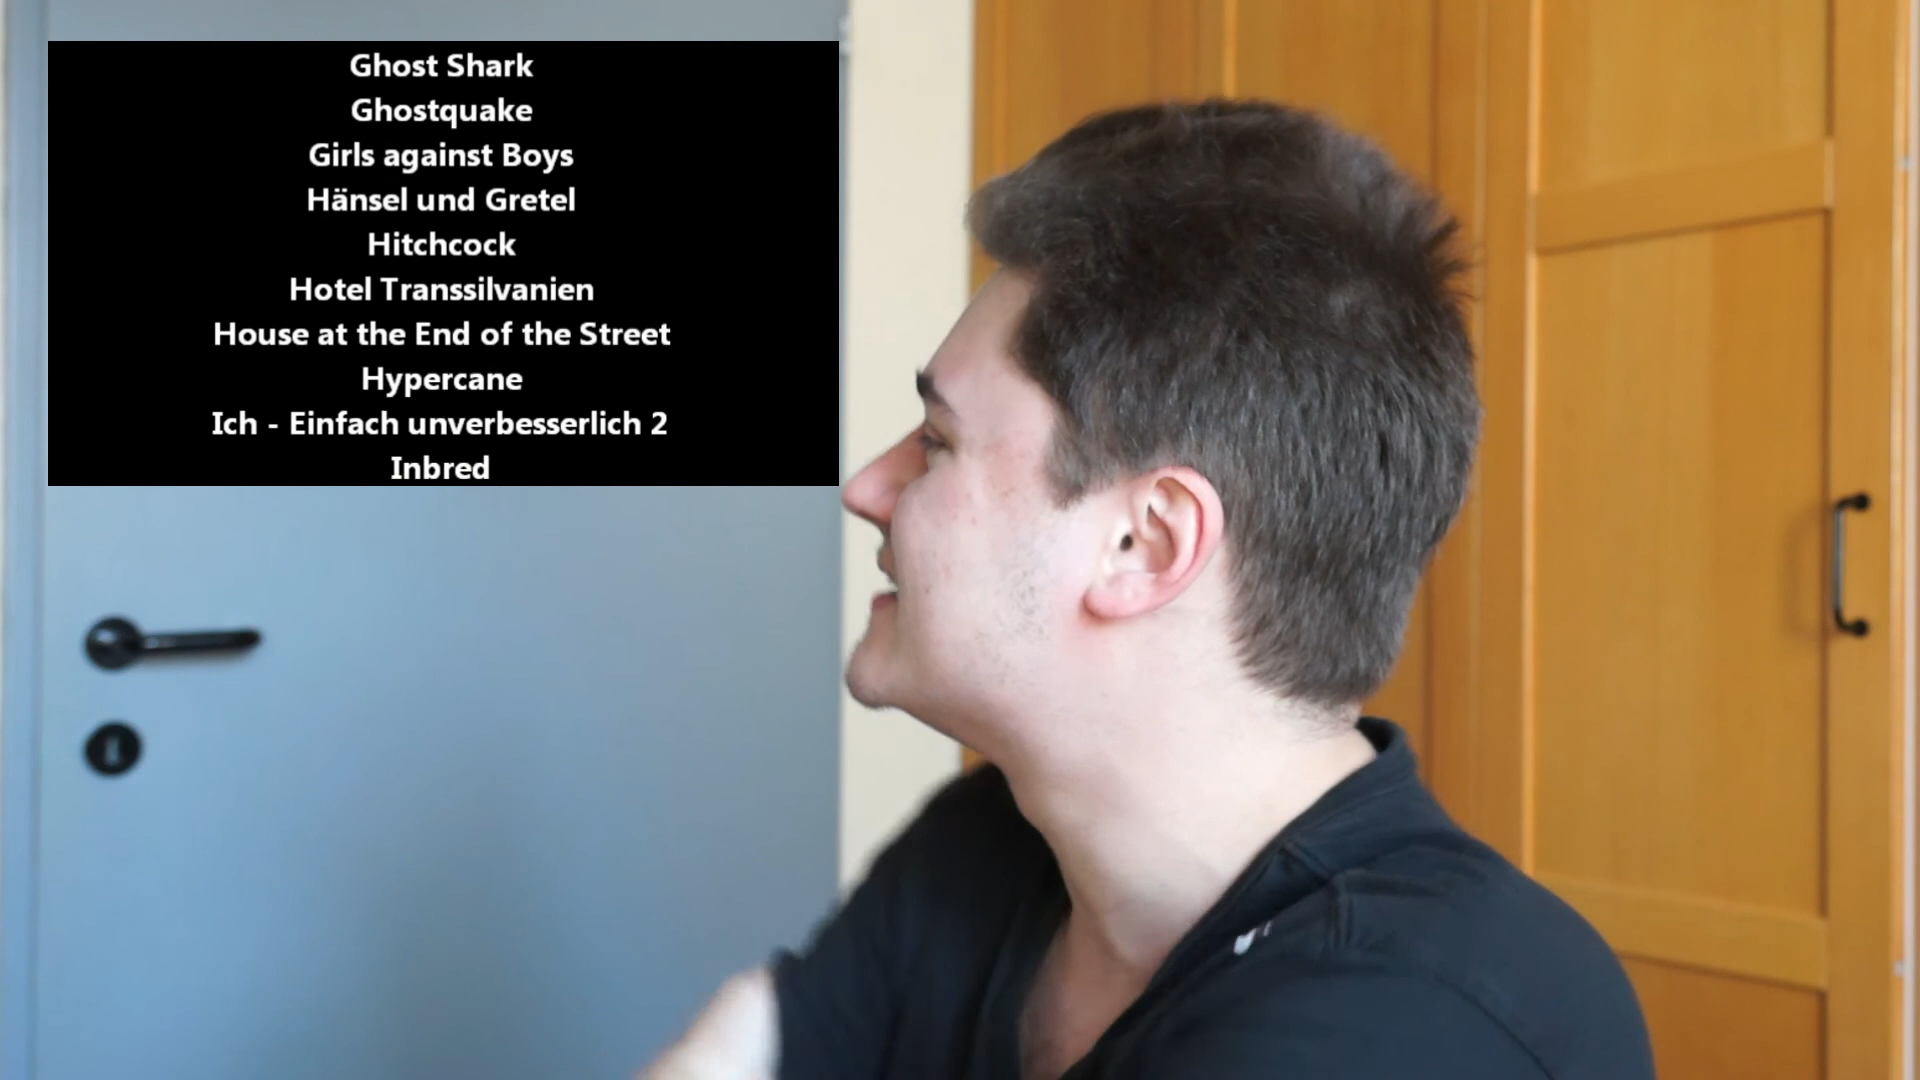 Ghost Shark
Ghostquake
Girls against Boys
Hänsel und Gretel
Hitchcock
Hotel Transsilvanien
House at the End of the Street
Hypercane
Ich - Einfach unverbesserlich 2
Inbred